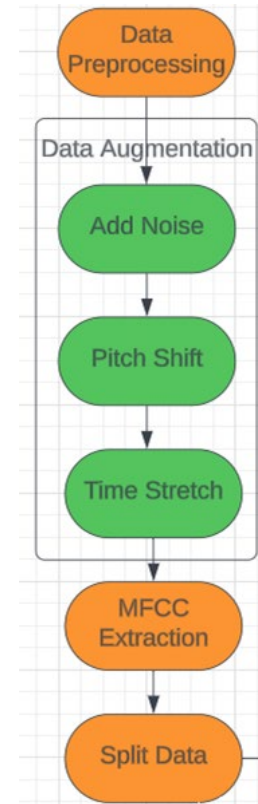 Data
Preprocessing
Data Augmentation
Add Noise
Pitch Shift
Time Stretch
MFCC
Extraction
Split Data